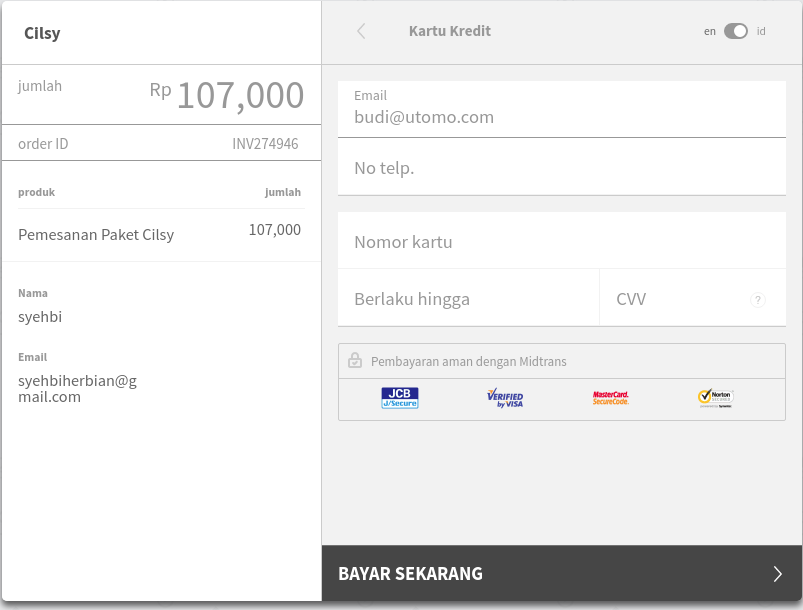 Cilsy
jumlah
Rp 107,000
order ID
INV274946
produk
jumlah
Pemesanan Paket Cilsy
107,000
Nama
syehbi
Email
syehbiherbian@g
mail.com
Kartu Kredit
en
id
Email
budi@utomo.com
No telp.
Nomor kartu
Berlaku hingga
CVV
?
Pembayaran aman dengan Midtrans
JCB
J/Secure
VERIFIED
by VISA
MasterCard.
SecureCode.
Norton
SECURED
powered by Symantec
BAYAR SEKARANG